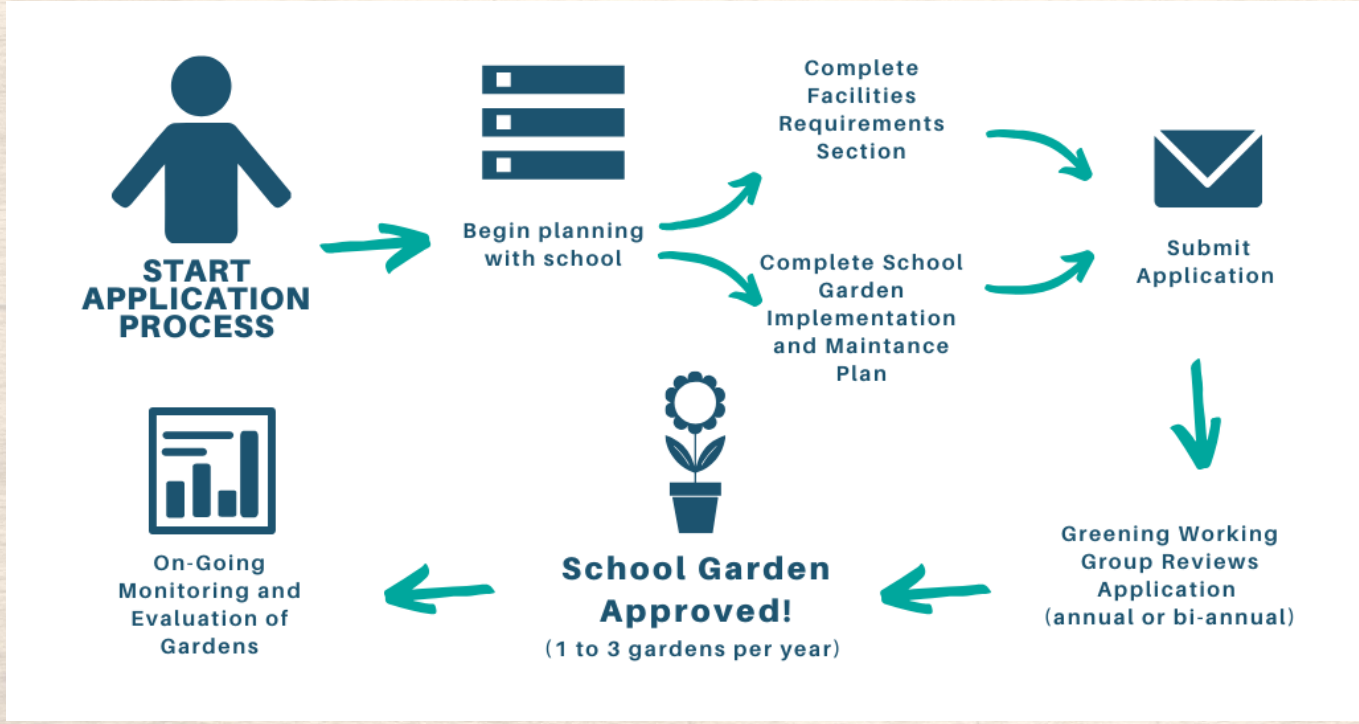 START
APPLICATION
PROCESS
Begin planning
with school
Complete
Facilities
Requirements
Section
Complete School
Garden
Implementation
and Maintance
Plan
Submit
Application
Greening Working
Group Reviews
Application
(annual or bi-annual)
School Garden
Approved!
(1 to 3 gardens per year)
On-Going
Monitoring and
Evaluation of
Gardens